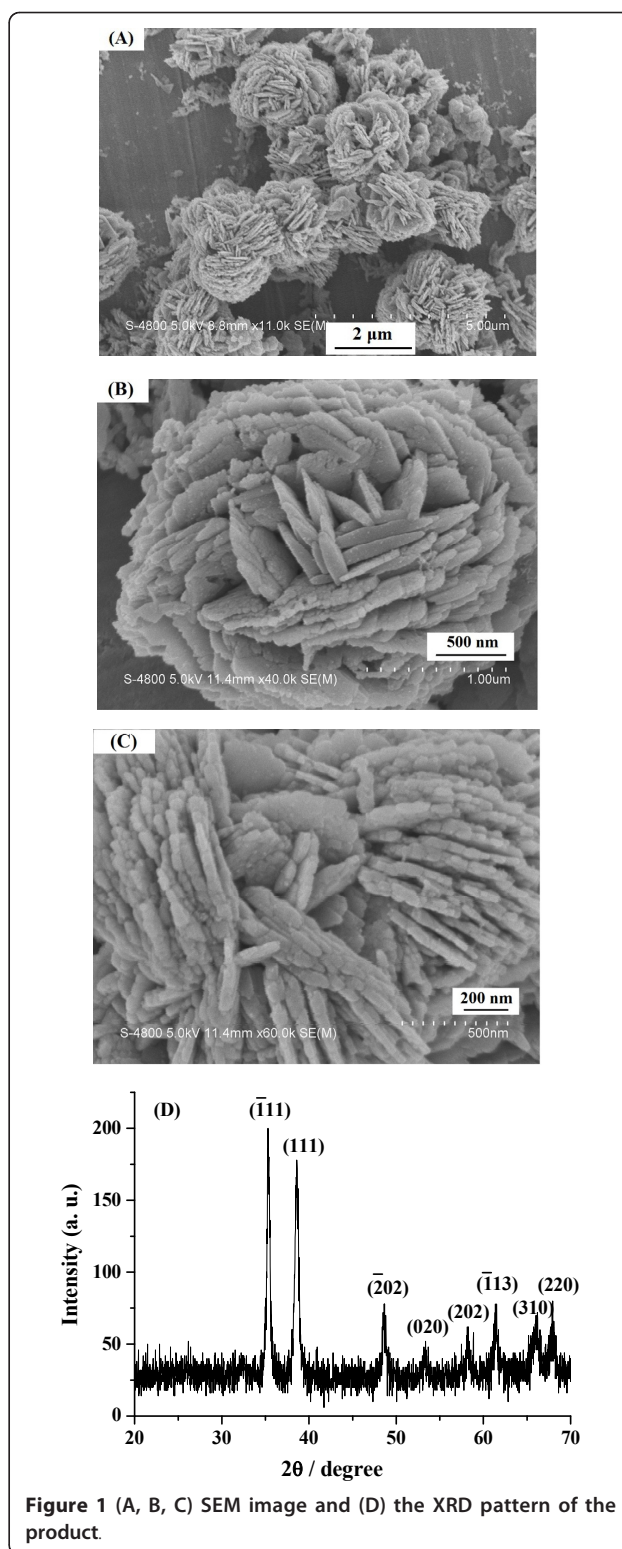 (A)
S-4800 5.0kV 8.8mm x11.0k SE(M)
5.00um
2 μm
(B)
500 nm
S-4800 5.0kV 11.4mm x40.0k SE(M)
1.00um
(C)
200 nm
S-4800 5.0kV 11.4mm x60.0k SE(M)
500nm
(D)
(1̅11)
(111)
(2̅02)
(020)
(202)
(1̅13)
(310)
(220)
Intensity (a. u.)
200
150
100
50
0
20 30 40 50 60 70
2θ / degree
Figure 1 (A, B, C) SEM image and (D) the XRD pattern of the
product.